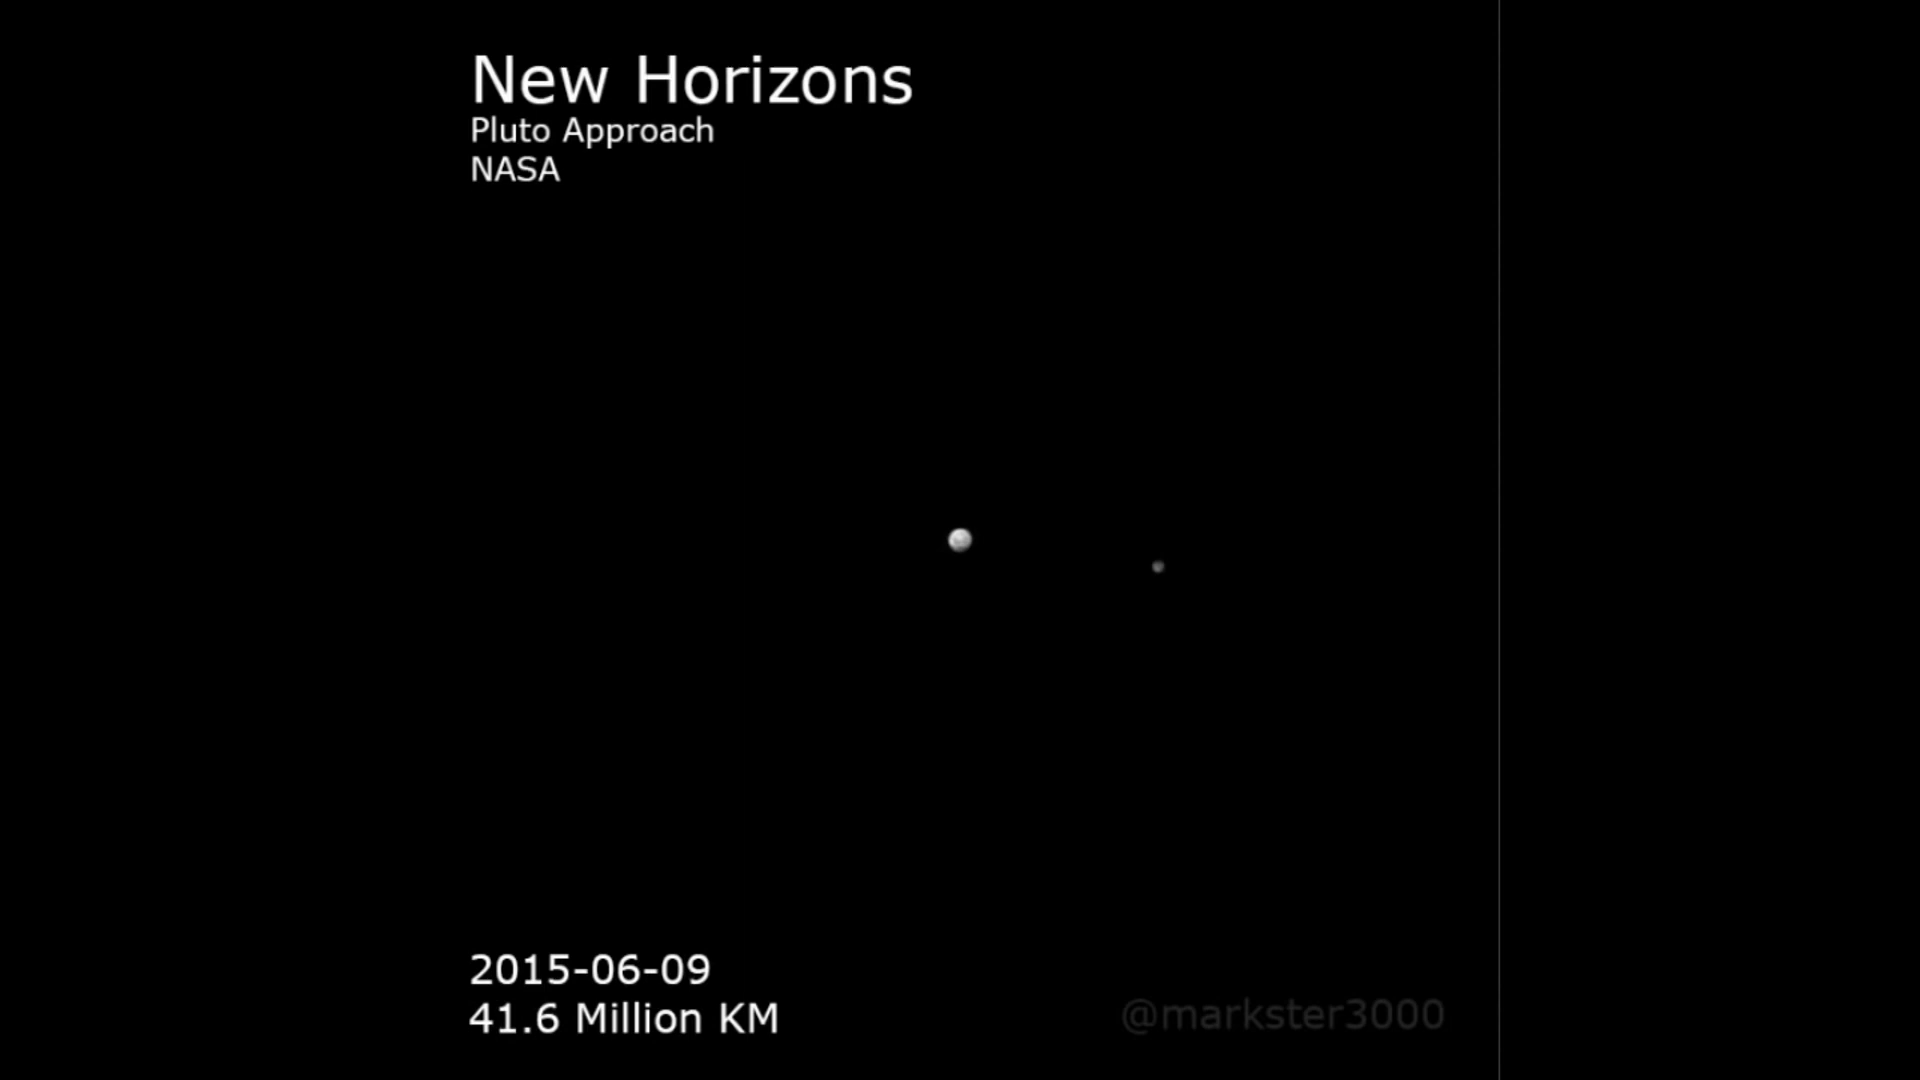 New Horizons
Pluto Approach
NASA
2015-06-09
41.6 Million KM
@markster3000